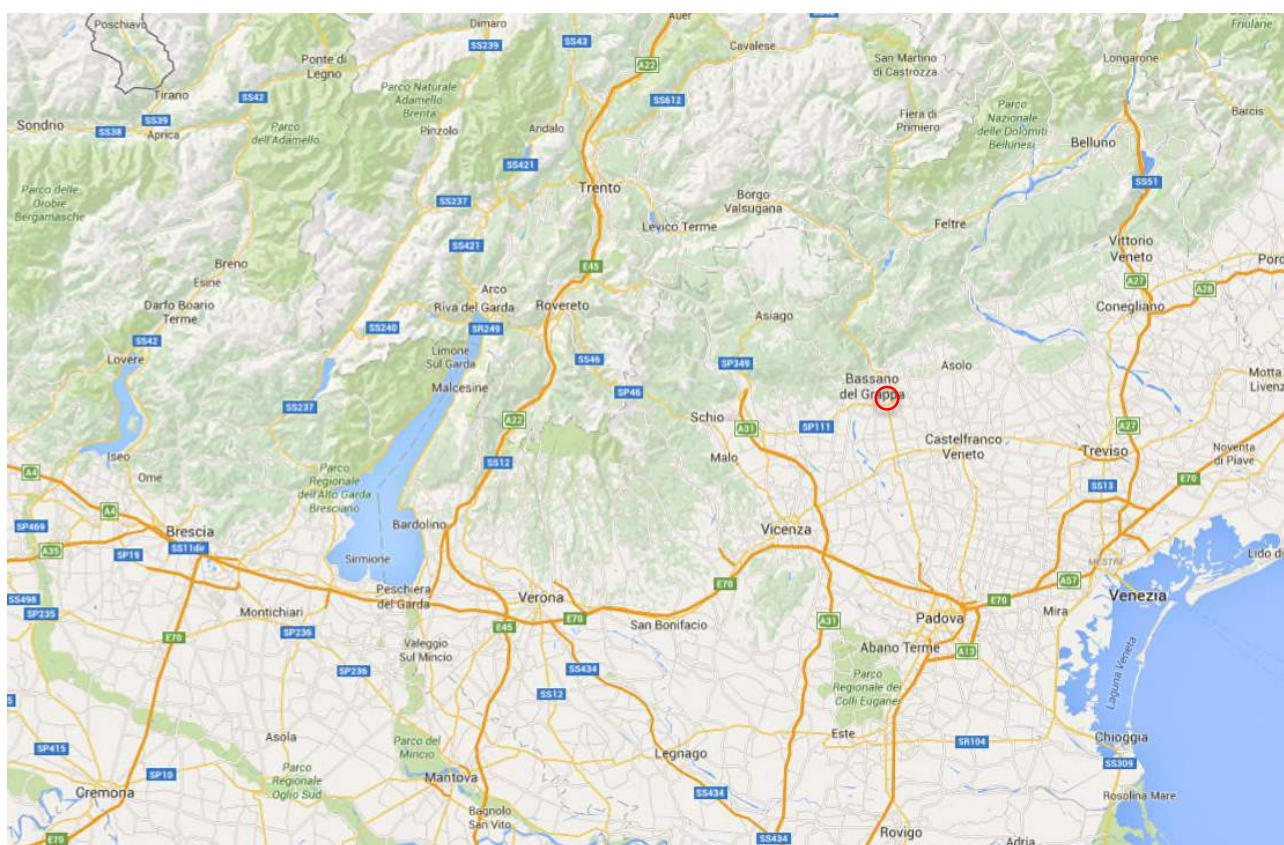 Poschiavo
Dimaro
SS239
SS43
Auer
SS48
Friulane
Ponte di
Legno
Cavalese
A22
San Martino
di Castrozza
Longarone
Tirano
SS42
Parco Naturale
Adamello
Brenta
SS612
Parco
Nazionale
delle Dolomiti
Bellunesi
Barcis
Sondrio
SS38
SS39
Aprica
Parco
dell'Adamello
Pinzolo
Andalo
Fiera di
Primiero
Belluno
SS421
Trento
SS51
Parco delle
Orobie
Bergamasche
SS237
Borgo
Valsugana
Levico Terme
Feltre
SS421
Vittorio
Veneto
Breno
Esine
E45
A27
Pord
A28
Darfo Boario
Terme
Arco
Riva del Garda
Rovereto
Asiago
Conegliano
SS240
SR249
SS42
Lovere
Limone
Sul Garda
SS46
SP349
Asolo
Malcesine
SP46
Bassano
del Grappa
Motta
Livenz
SS237
A22
Schio
A31
SP111
A27
Castelfranco
Veneto
Treviso
Noventa
di Piave
Iseo
Ome
SS12
Malo
A4
Parco
Regionale
dell'Alto Garda
Bresciano
SS13
E70
A4
SP469
Brescia
Bardolino
Vicenza
A35
SP19
SS11dir
Sirmione
MESTRE
Lido di
E70
A57
Peschiera
del Garda
Verona
Venezia
SS498
SP235
Montichiari
SP236
E45
E70
San Bonifacio
A31
Padova
E70
Mira
E70
Valeggio
Sul Mincio
Abano Terme
A13
SP236
SS434
Parco
Regionale dei
Colli Euganei
Laguna Veneta
SS12
Asola
Parco del
Mincio
Este
SR104
Chioggia
SP415
Legnago
SS309
Parco
Regionale
Oglio Sud
SP10
Mantova
Cremona
SS434
Rosolina Mare
Bagnolo
San Vito
E70
SS434
Rovigo
Adria